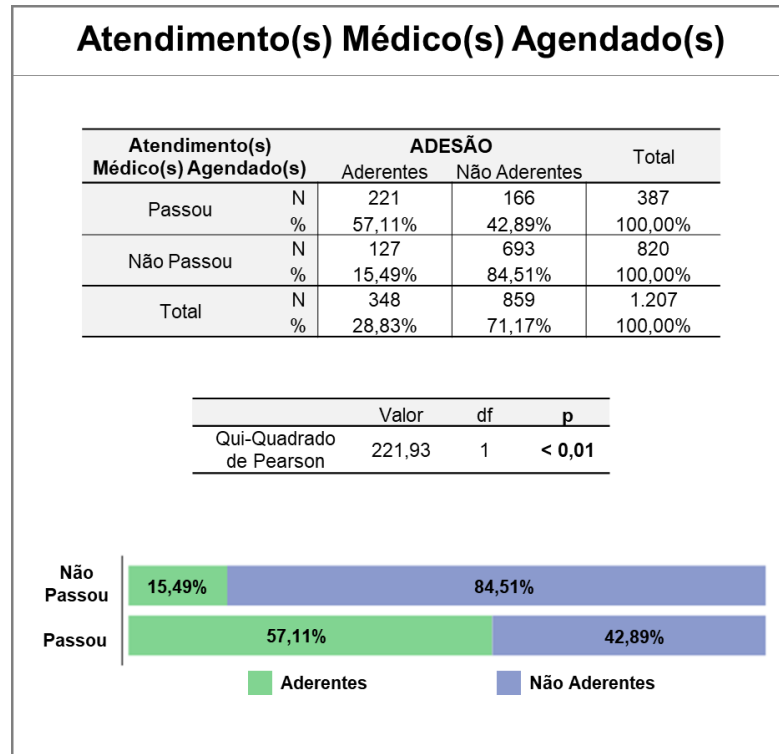 Atendimento(s) Médico(s) Agendado(s)
Atendimento(s) Médico(s) Agendado(s) ADESÃO Total
Aderentes Não Aderentes
Passou N 221 166 387
% 57,11% 42,89% 100,00%
Não Passou N 127 693 820
% 15,49% 84,51% 100,00%
Total N 348 859 1.207
% 28,83% 71,17% 100,00%
Valor df p
Qui-Quadrado de Pearson 221,93 1 < 0,01
Não Passou 15,49% 84,51%
Passou 57,11% 42,89%
Aderentes Não Aderentes